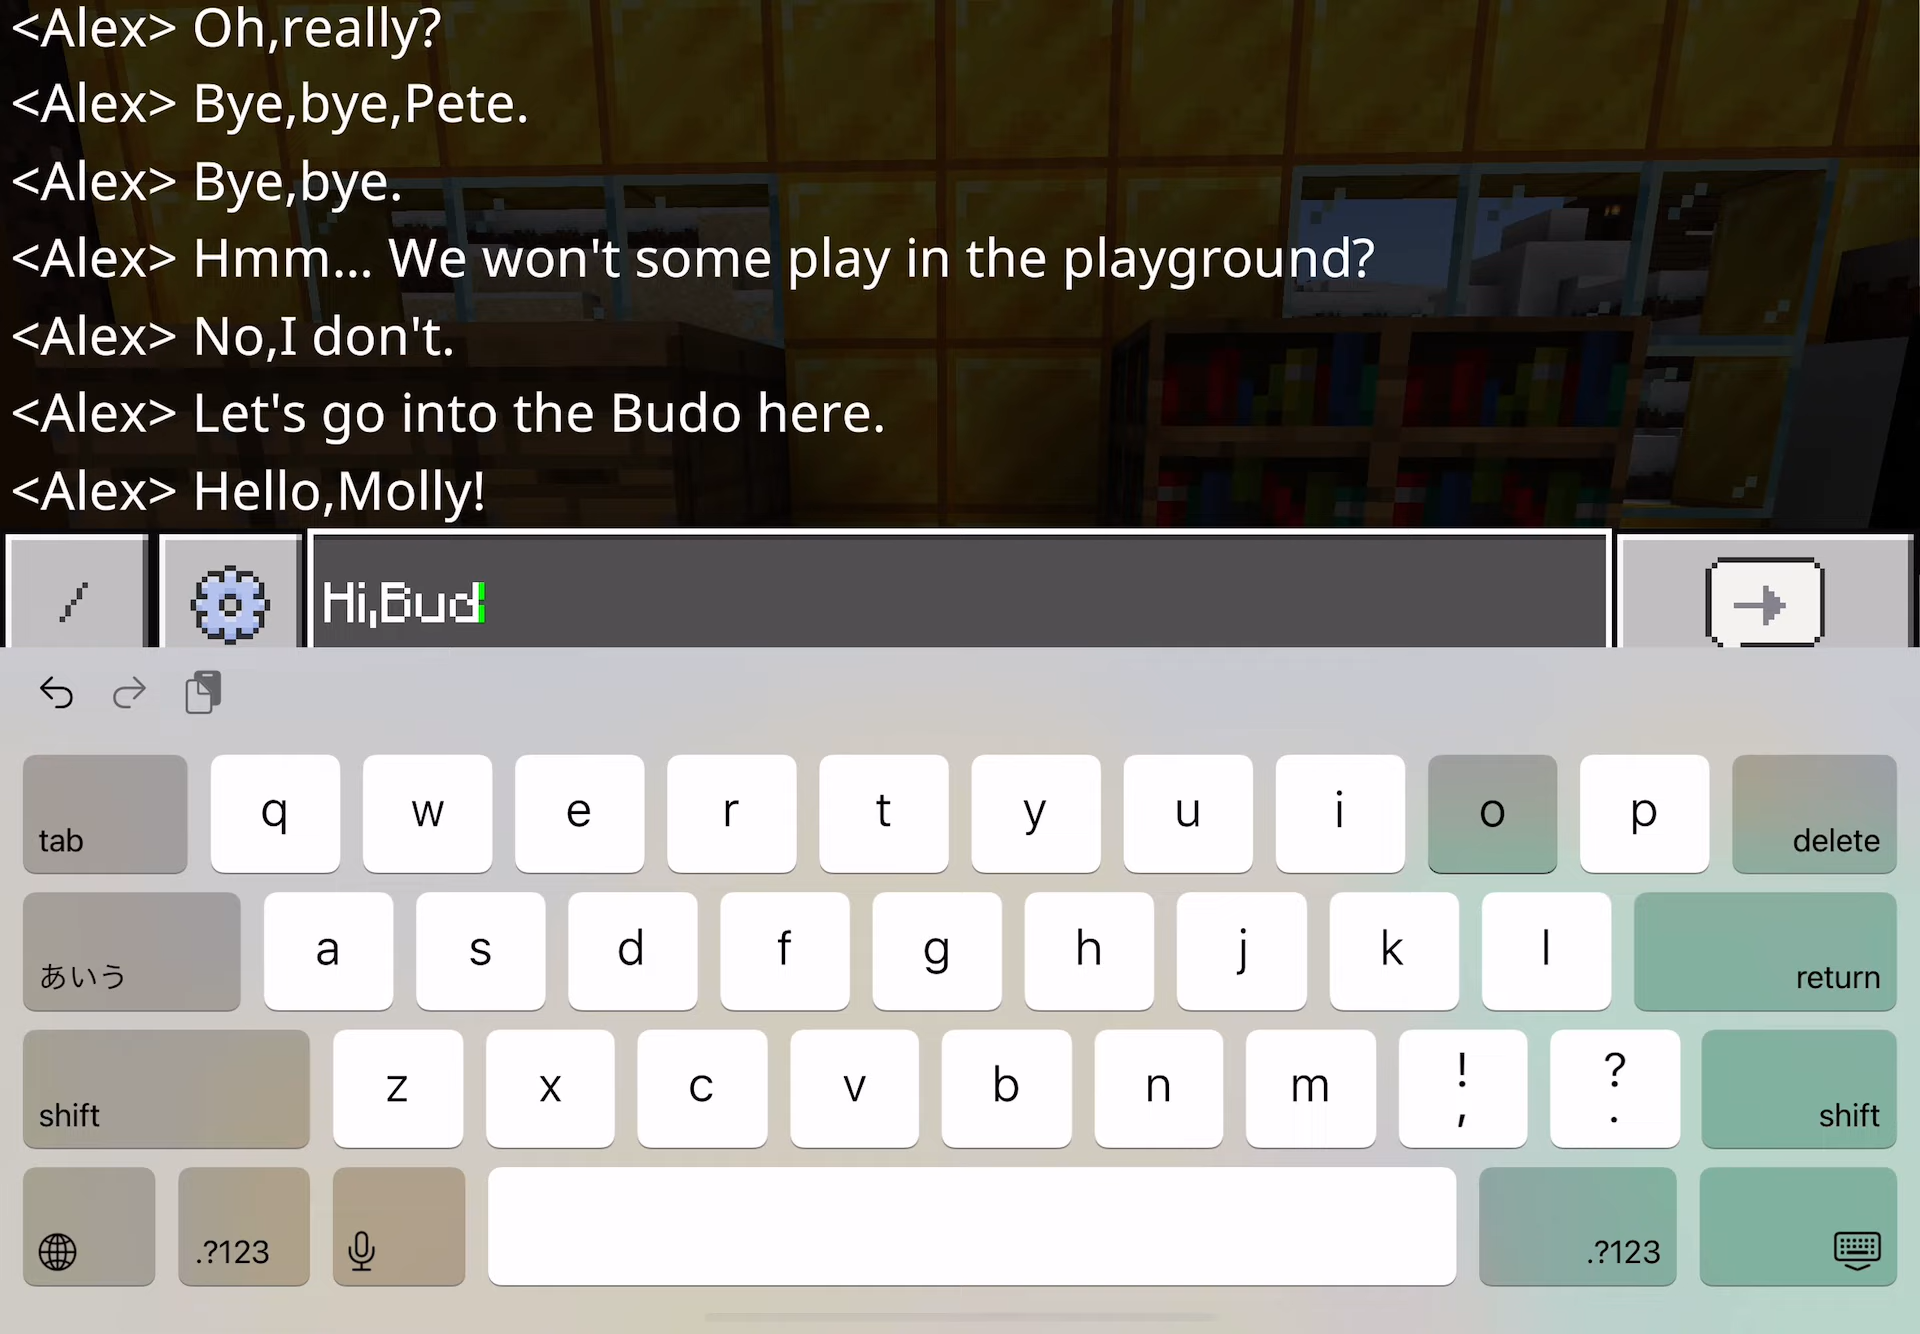 <Alex> Oh,really?
<Alex> Bye,bye,Pete.
<Alex> Bye,bye.
<Alex> Hmm... We won't some play in the playground?
<Alex> No,I don't.
<Alex> Let's go into the Budo here.
<Alex> Hello,Molly!
/
Hi,Bud
tab q w e r t y u i o p delete
あいう a s d f g h j k l return
shift z x c v b n m ! , ? . shift
.?123 .?123